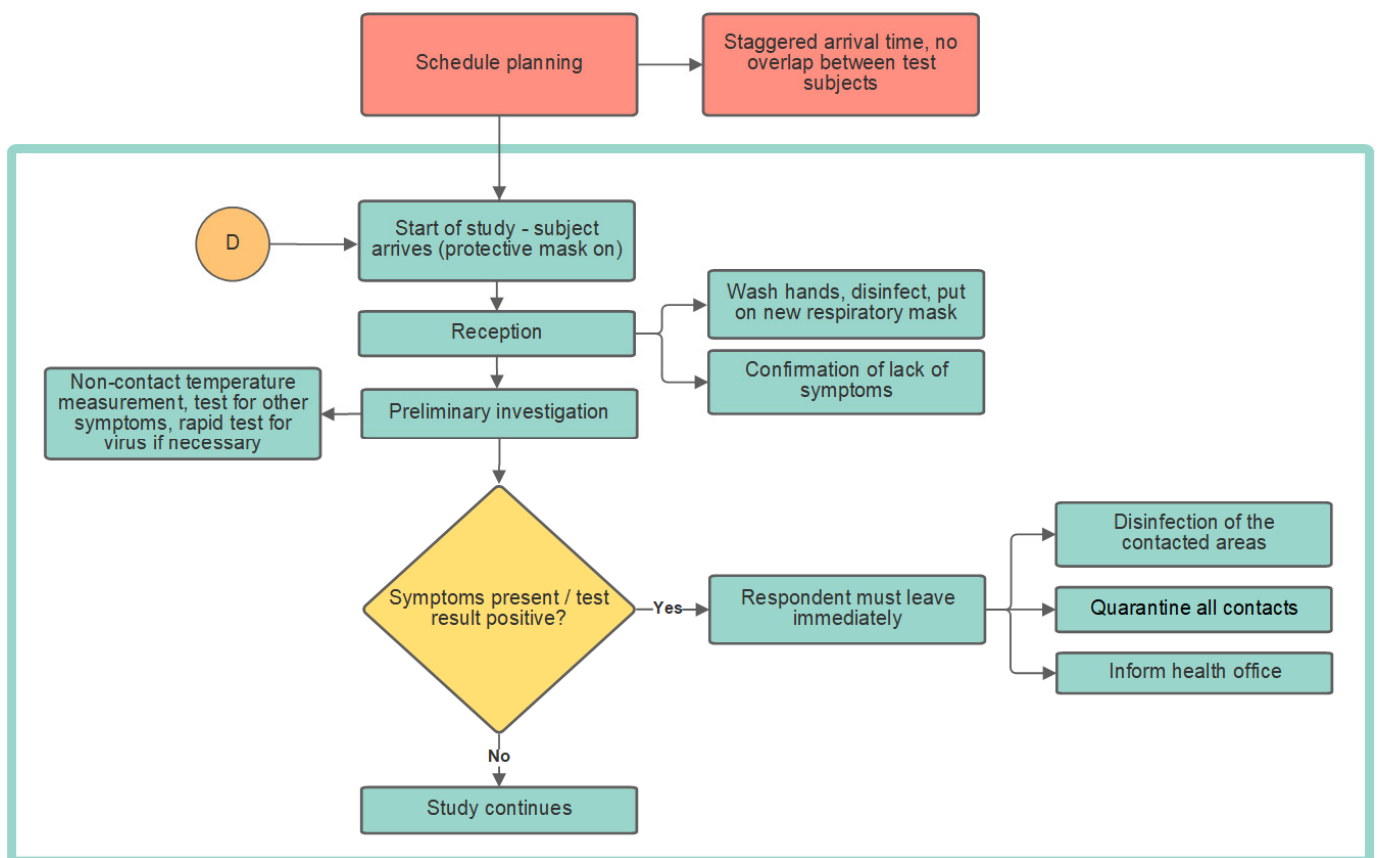 Schedule planning
Staggered arrival time, no
overlap between test
subjects
D
Start of study - subject
arrives (protective mask on)
Reception
Wash hands, disinfect, put
on new respiratory mask
Confirmation of lack of
symptoms
Preliminary investigation
Non-contact temperature
measurement, test for other
symptoms, rapid test for
virus if necessary
Symptoms present / test
result positive?
Yes
Respondent must leave
immediately
Disinfection of the
contacted areas
Quarantine all contacts
Inform health office
No
Study continues